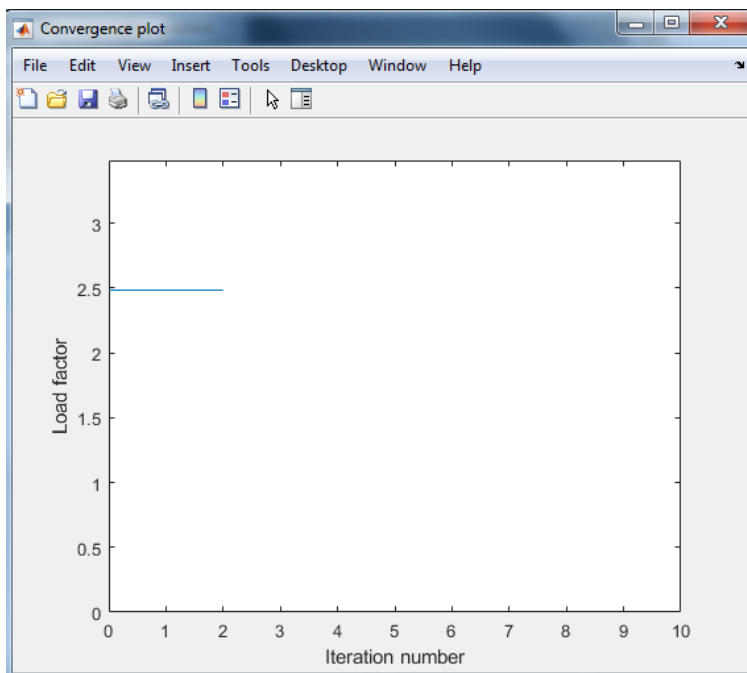 Convergence plot
File Edit View Insert Tools Desktop Window Help
3
2.5
2
1.5
1
0.5
0
Load factor
0 1 2 3 4 5 6 7 8 9 10
Iteration number